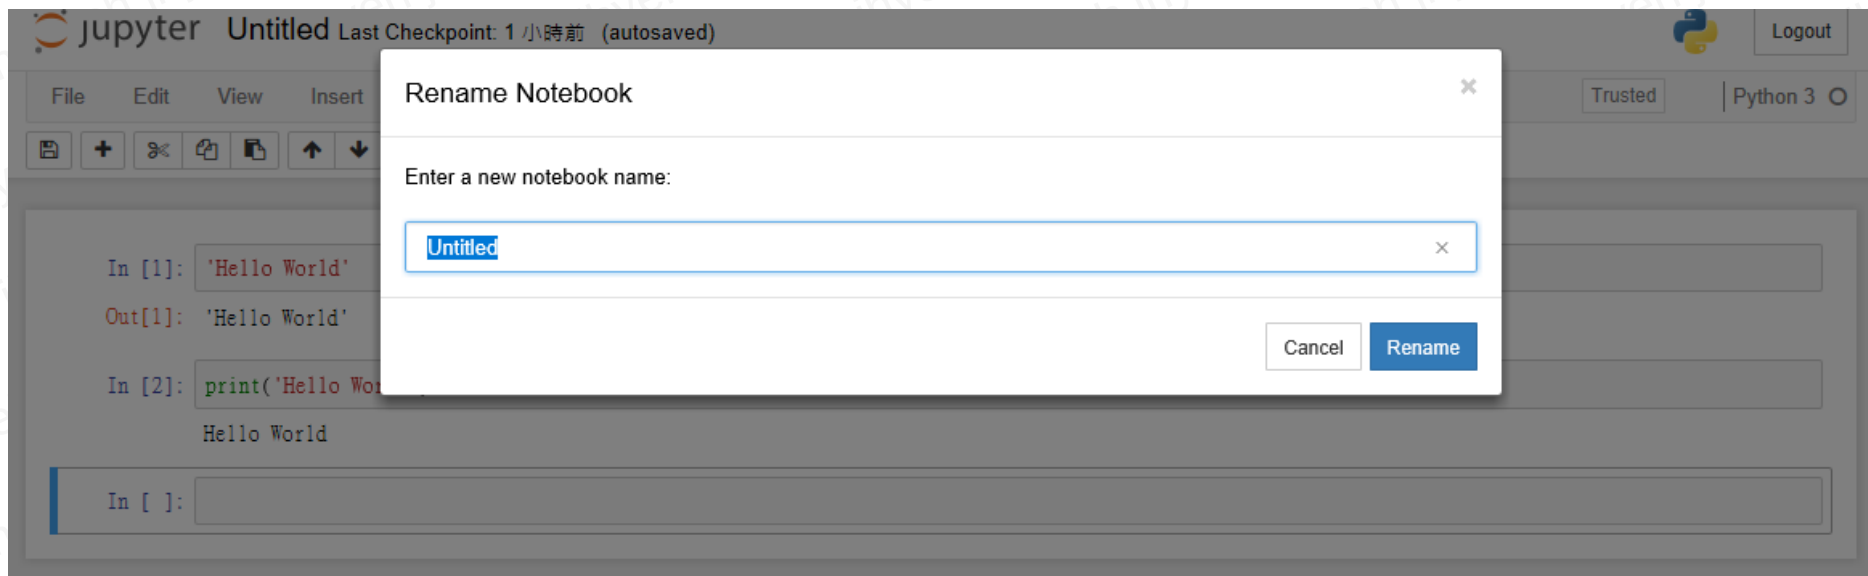 jupyter Untitled Last Checkpoint: 1 小時前 (autosaved)
Logout
File Edit View Insert
Trusted
Python 3
Rename Notebook
Enter a new notebook name:
Untitled
Cancel
Rename
In [1]: 'Hello World'
Out[1]: 'Hello World'
In [2]: print('Hello Wor
Hello World
In [ ]: